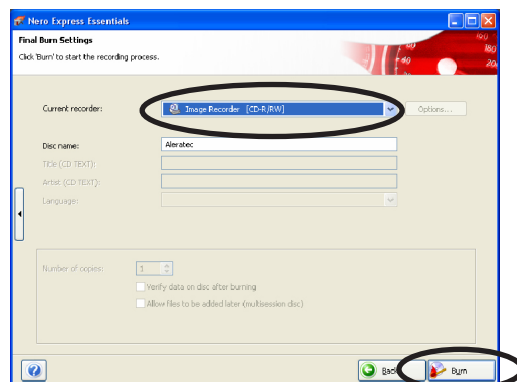 Nero Express Essentials
Final Burn Settings
Click 'Burn' to start the recording process.
Current recorder:
Image Recorder [CD-R/RW]
Options...
Disc name:
Aleratec
Title (CD TEXT):
Artist (CD TEXT):
Language:
Number of copies:
1
Verify data on disc after burning
Allow files to be added later (multisession disc)
Back
Burn